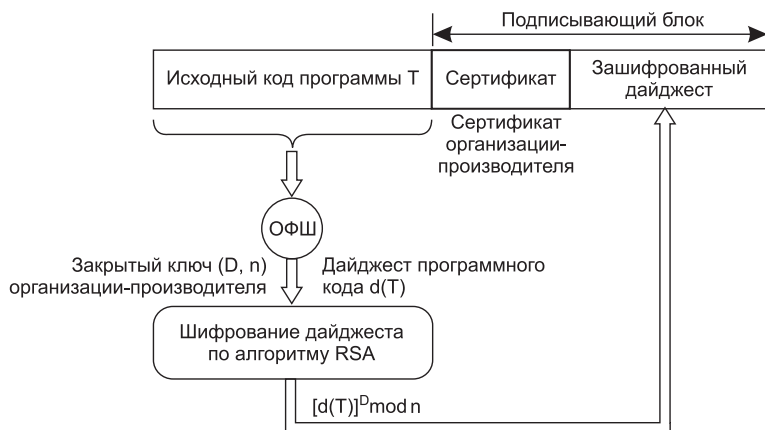 Подписывающий блок
Исходный код программы T
Сертификат
Зашифрованный
дайджест
Сертификат
организации-
производителя
ОФШ
Закрытый ключ (D, n)
организации-производителя
Дайджест программного
кода d(T)
Шифрование дайджеста
по алгоритму RSA
[d(T)]ᴰmod n